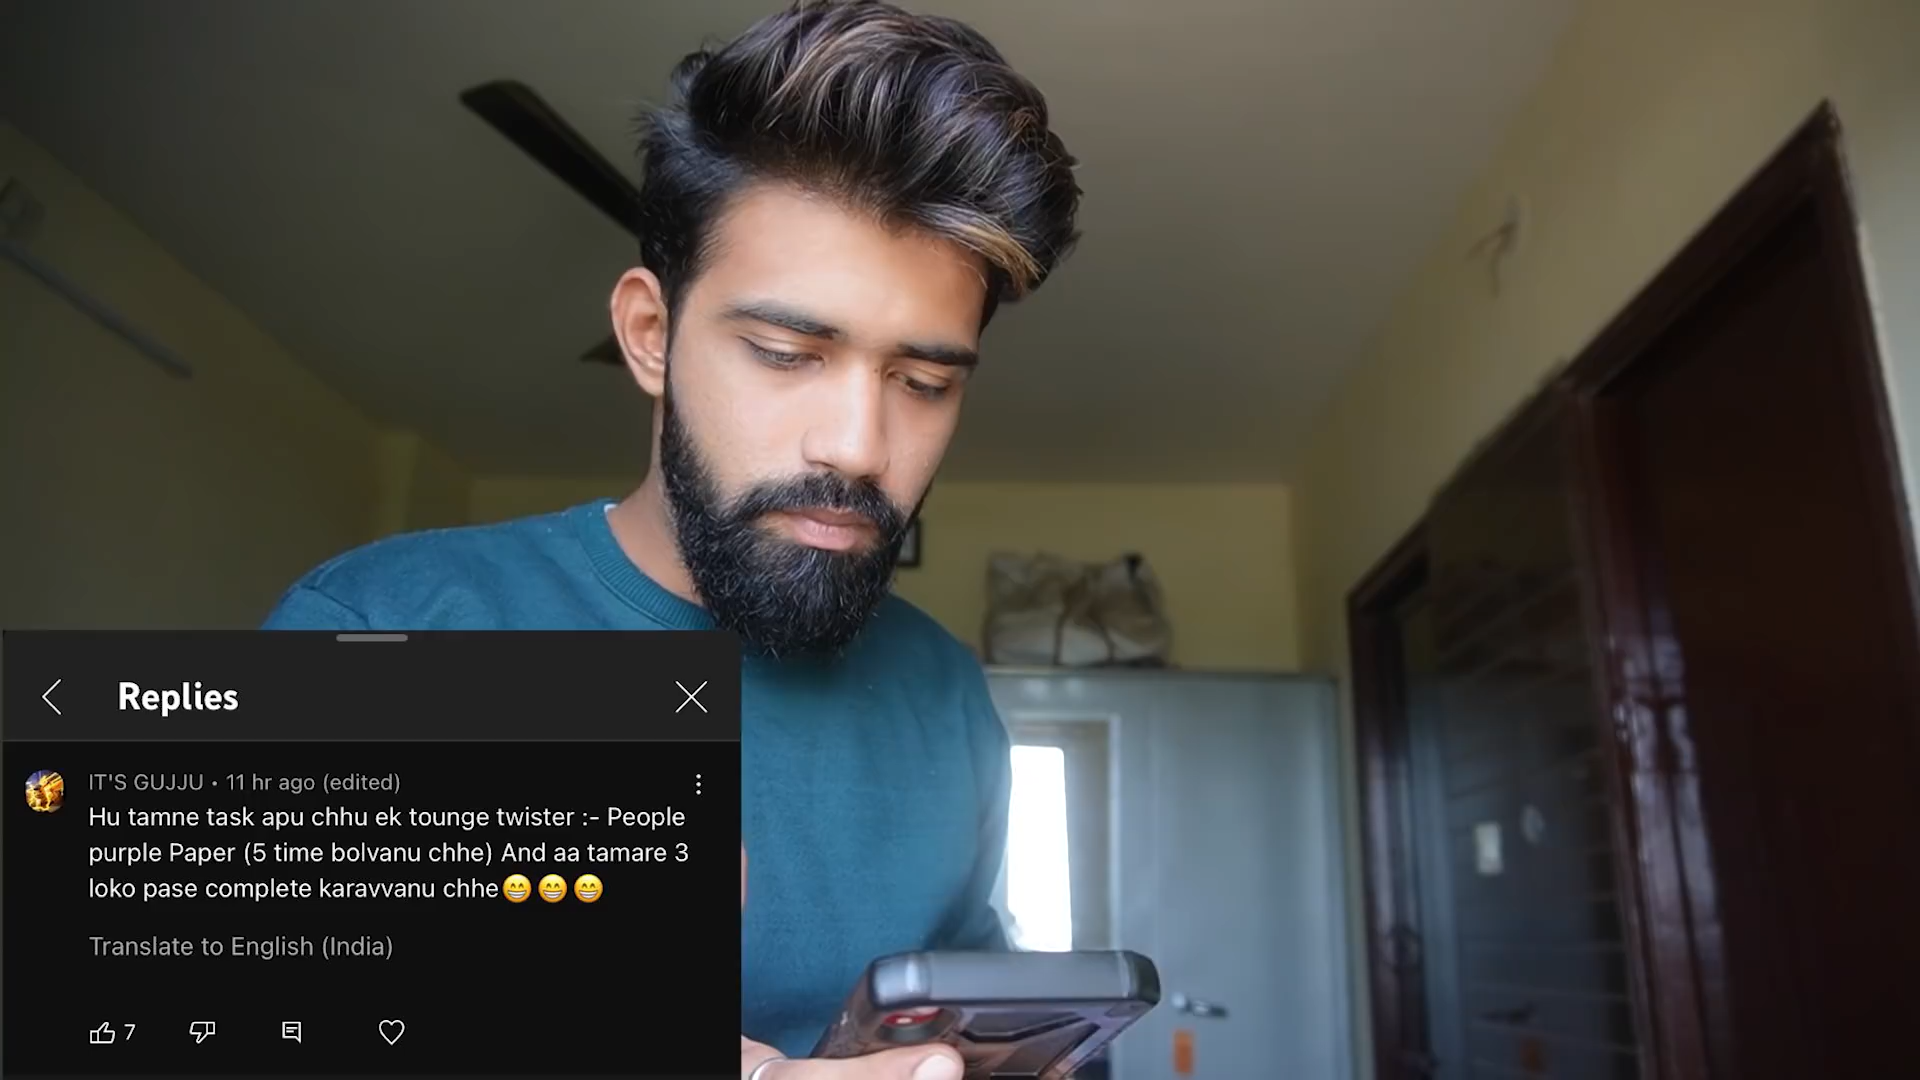 Replies
IT'S GUJJU • 11 hr ago (edited)
Hu tamne task apu chhu ek tounge twister :- People
purple Paper (5 time bolvanu chhe) And aa tamare 3
loko pase complete karavvanu chhe😁😁😁
Translate to English (India)
7